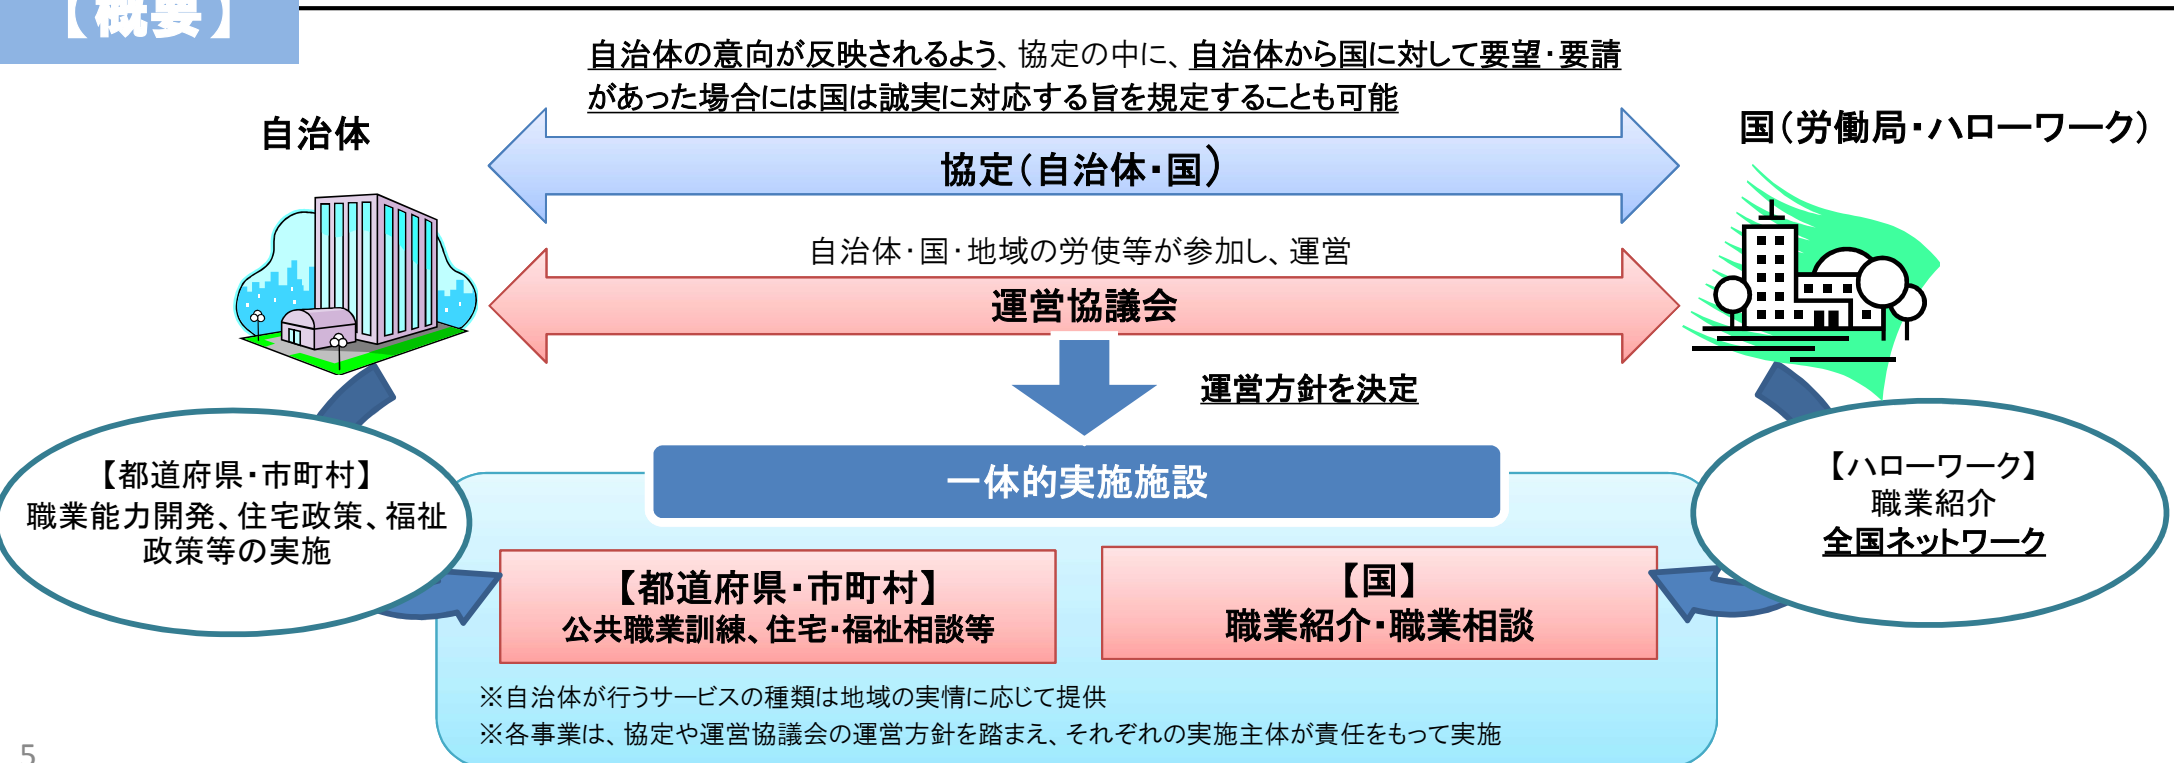 【概要】
自治体の意向が反映されるよう、協定の中に、自治体から国に対して要望・要請
があった場合には国は誠実に対応する旨を規定することも可能
自治体
国（労働局・ハローワーク）
協定（自治体・国）
自治体・国・地域の労使等が参加し、運営
運営協議会
運営方針を決定
【都道府県・市町村】
職業能力開発、住宅政策、福祉
政策等の実施
一体的実施施設
【ハローワーク】
職業紹介
全国ネットワーク
【都道府県・市町村】
公共職業訓練、住宅・福祉相談等
【国】
職業紹介・職業相談
※自治体が行うサービスの種類は地域の実情に応じて提供
※各事業は、協定や運営協議会の運営方針を踏まえ、それぞれの実施主体が責任をもって実施
5